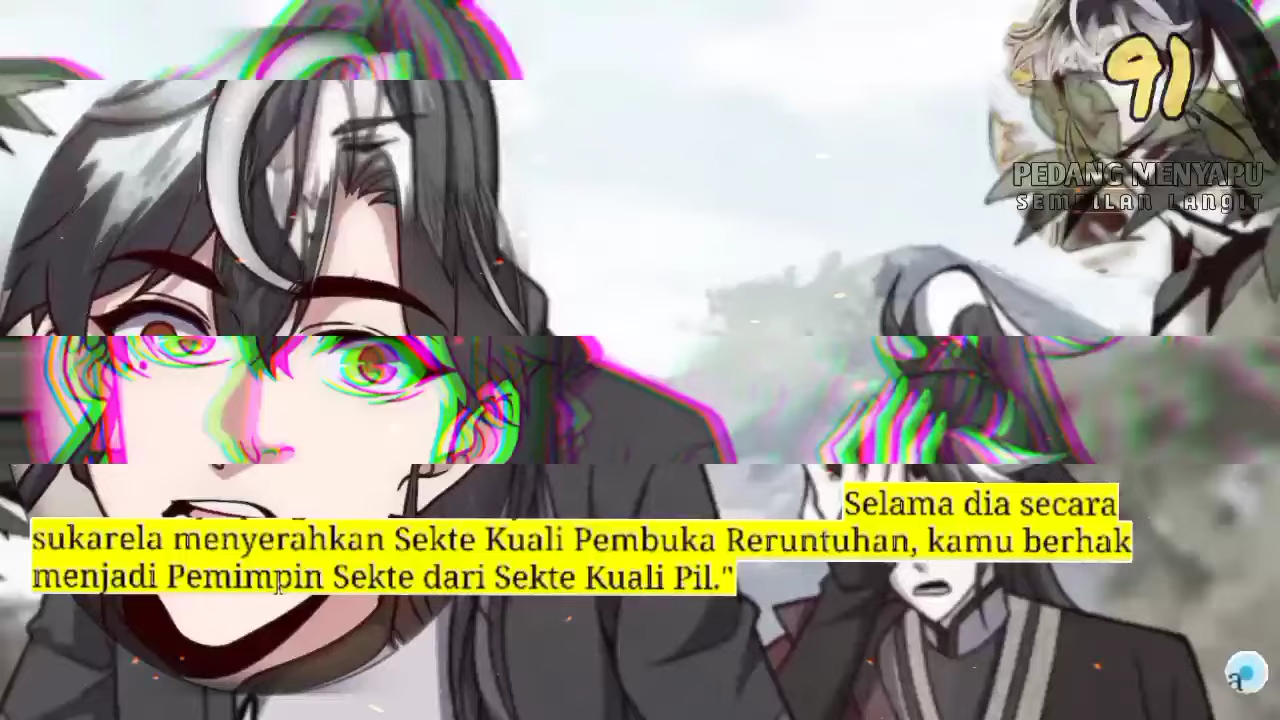 91
PEDANG MENYAPU
SEMBILAN LANGIT
Selama dia secara
sukarela menyerahkan Sekte Kuali Pembuka Reruntuhan, kamu berhak
menjadi Pemimpin Sekte dari Sekte Kuali Pil."
a